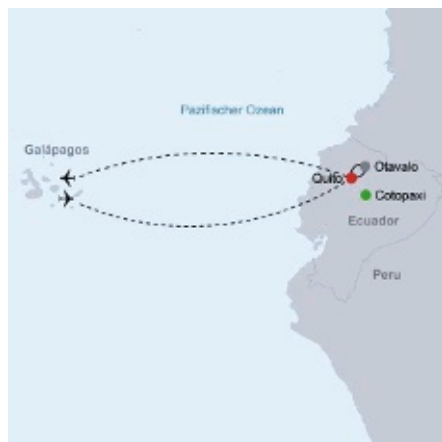 Pazifischer Ozean
Galápagos
Otavalo
Quito
Cotopaxi
Ecuador
Peru